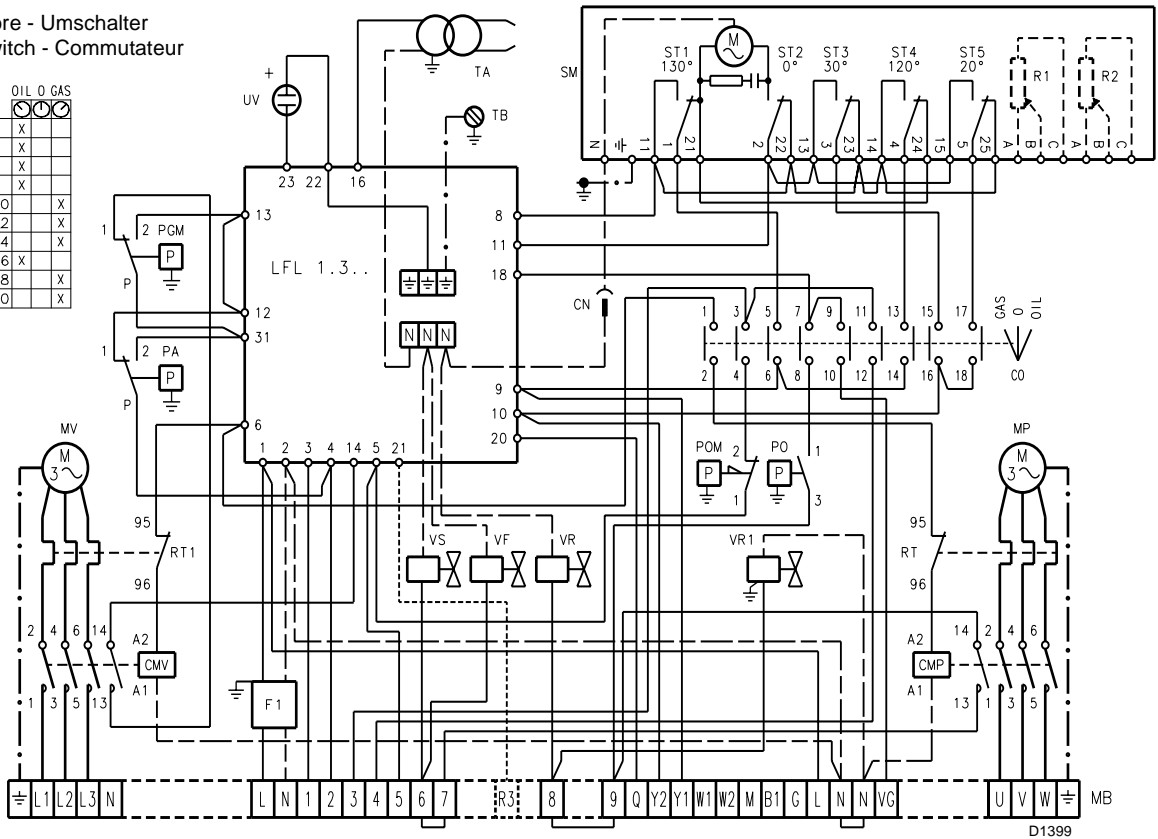 ore - Umschalter
witch - Commutateur
OIL O GAS
X
X
X
X
0 X
2 X
4 X
6 X
8 X
0 X
TA
+
UV
TB
SM
M
ST1 ST2 ST3 ST4 ST5
130° 0° 30° 120° 20°
R1 R2
N 11 1 21 2 22 13 3 23 14 4 24 15 5 25 A B C A B C
23 22 16
13
8
11
18
1 2 PGM
P
P
LFL 1.3..
CN
12
31
1 2 PA
P
P
N N N
1 3 5 7 9 11 13 15 17
GAS
O
OIL
2 4 6 8 10 12 14 16 18
CO
9
10
20
6
1 2 3 4 14 5 21
MV
M
3~
MP
M
3~
POM 2
P
1
PO 1
P
3
95
RT1
96
95
RT
96
VS VF VR VR1
2 4 6 14
A2
CMV
A1
1 3 5 13
F1
14 2 4 6
A2
CMP
A1
13 1 3 5
L1 L2 L3 N
L N 1 2 3 4 5 6 7
R3
8
9 Q Y2 Y1 W1 W2 M B1 G L N N VG
U V W
MB
D1399